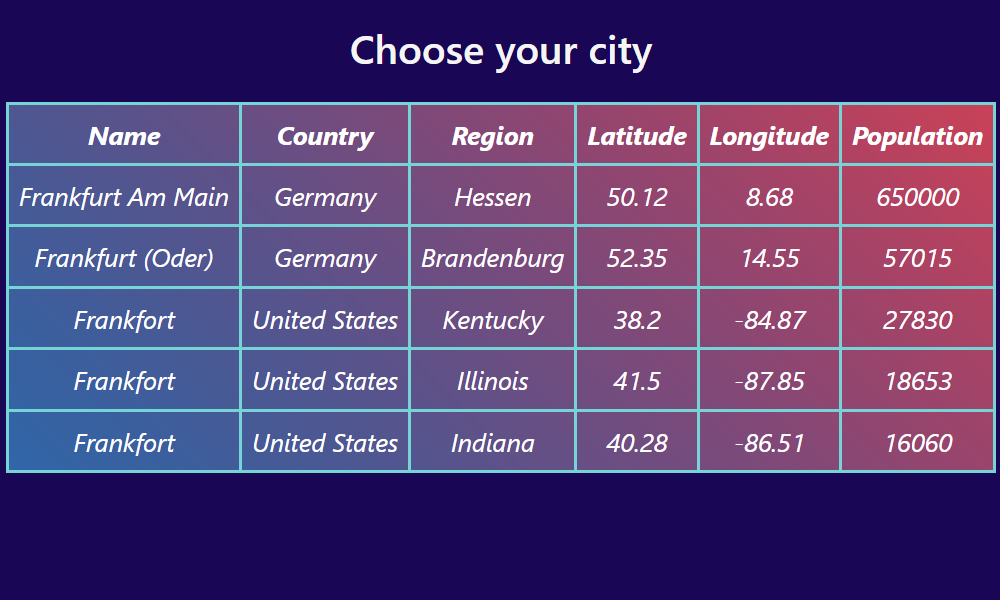 Choose your city
Name Country Region Latitude Longitude Population
Frankfurt Am Main Germany Hessen 50.12 8.68 650000
Frankfurt (Oder) Germany Brandenburg 52.35 14.55 57015
Frankfort United States Kentucky 38.2 -84.87 27830
Frankfort United States Illinois 41.5 -87.85 18653
Frankfort United States Indiana 40.28 -86.51 16060